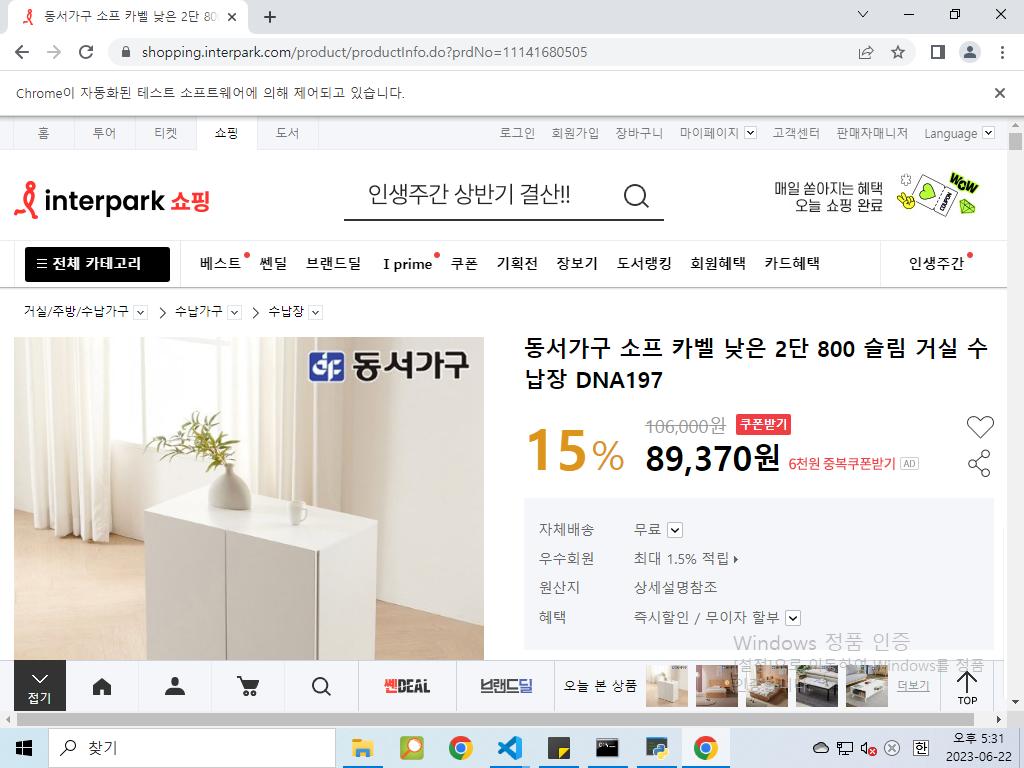 동서가구 소프 카벨 낮은 2단 80
shopping.interpark.com/product/productInfo.do?prdNo=11141680505
Chrome이 자동화된 테스트 소프트웨어에 의해 제어되고 있습니다.
홈 투어 티켓 쇼핑 도서 로그인 회원가입 장바구니 마이페이지 고객센터 판매자매니저 Language
interpark 쇼핑
인생주간 상반기 결산!!
매일 쏟아지는 혜택
오늘 쇼핑 완료
WOW
COUPON
전체 카테고리 베스트 쎈딜 브랜드딜 I prime 쿠폰 기획전 장보기 도서랭킹 회원혜택 카드혜택 인생주간
거실/주방/수납가구 수납가구 수납장
동서가구
동서가구 소프 카벨 낮은 2단 800 슬림 거실 수
납장 DNA197
15% 106,000원 쿠폰받기
89,370원 6천원 중복쿠폰받기 AD
자체배송 무료
우수회원 최대 1.5% 적립
원산지 상세설명참조
혜택 즉시할인 / 무이자 할부
Windows 정품 인증
[설정]으로 이동하여 Windows를 정품
접기 쎈DEAL 브랜드딜 오늘 본 상품 더보기 TOP
찾기
한
오후 5:31
2023-06-22